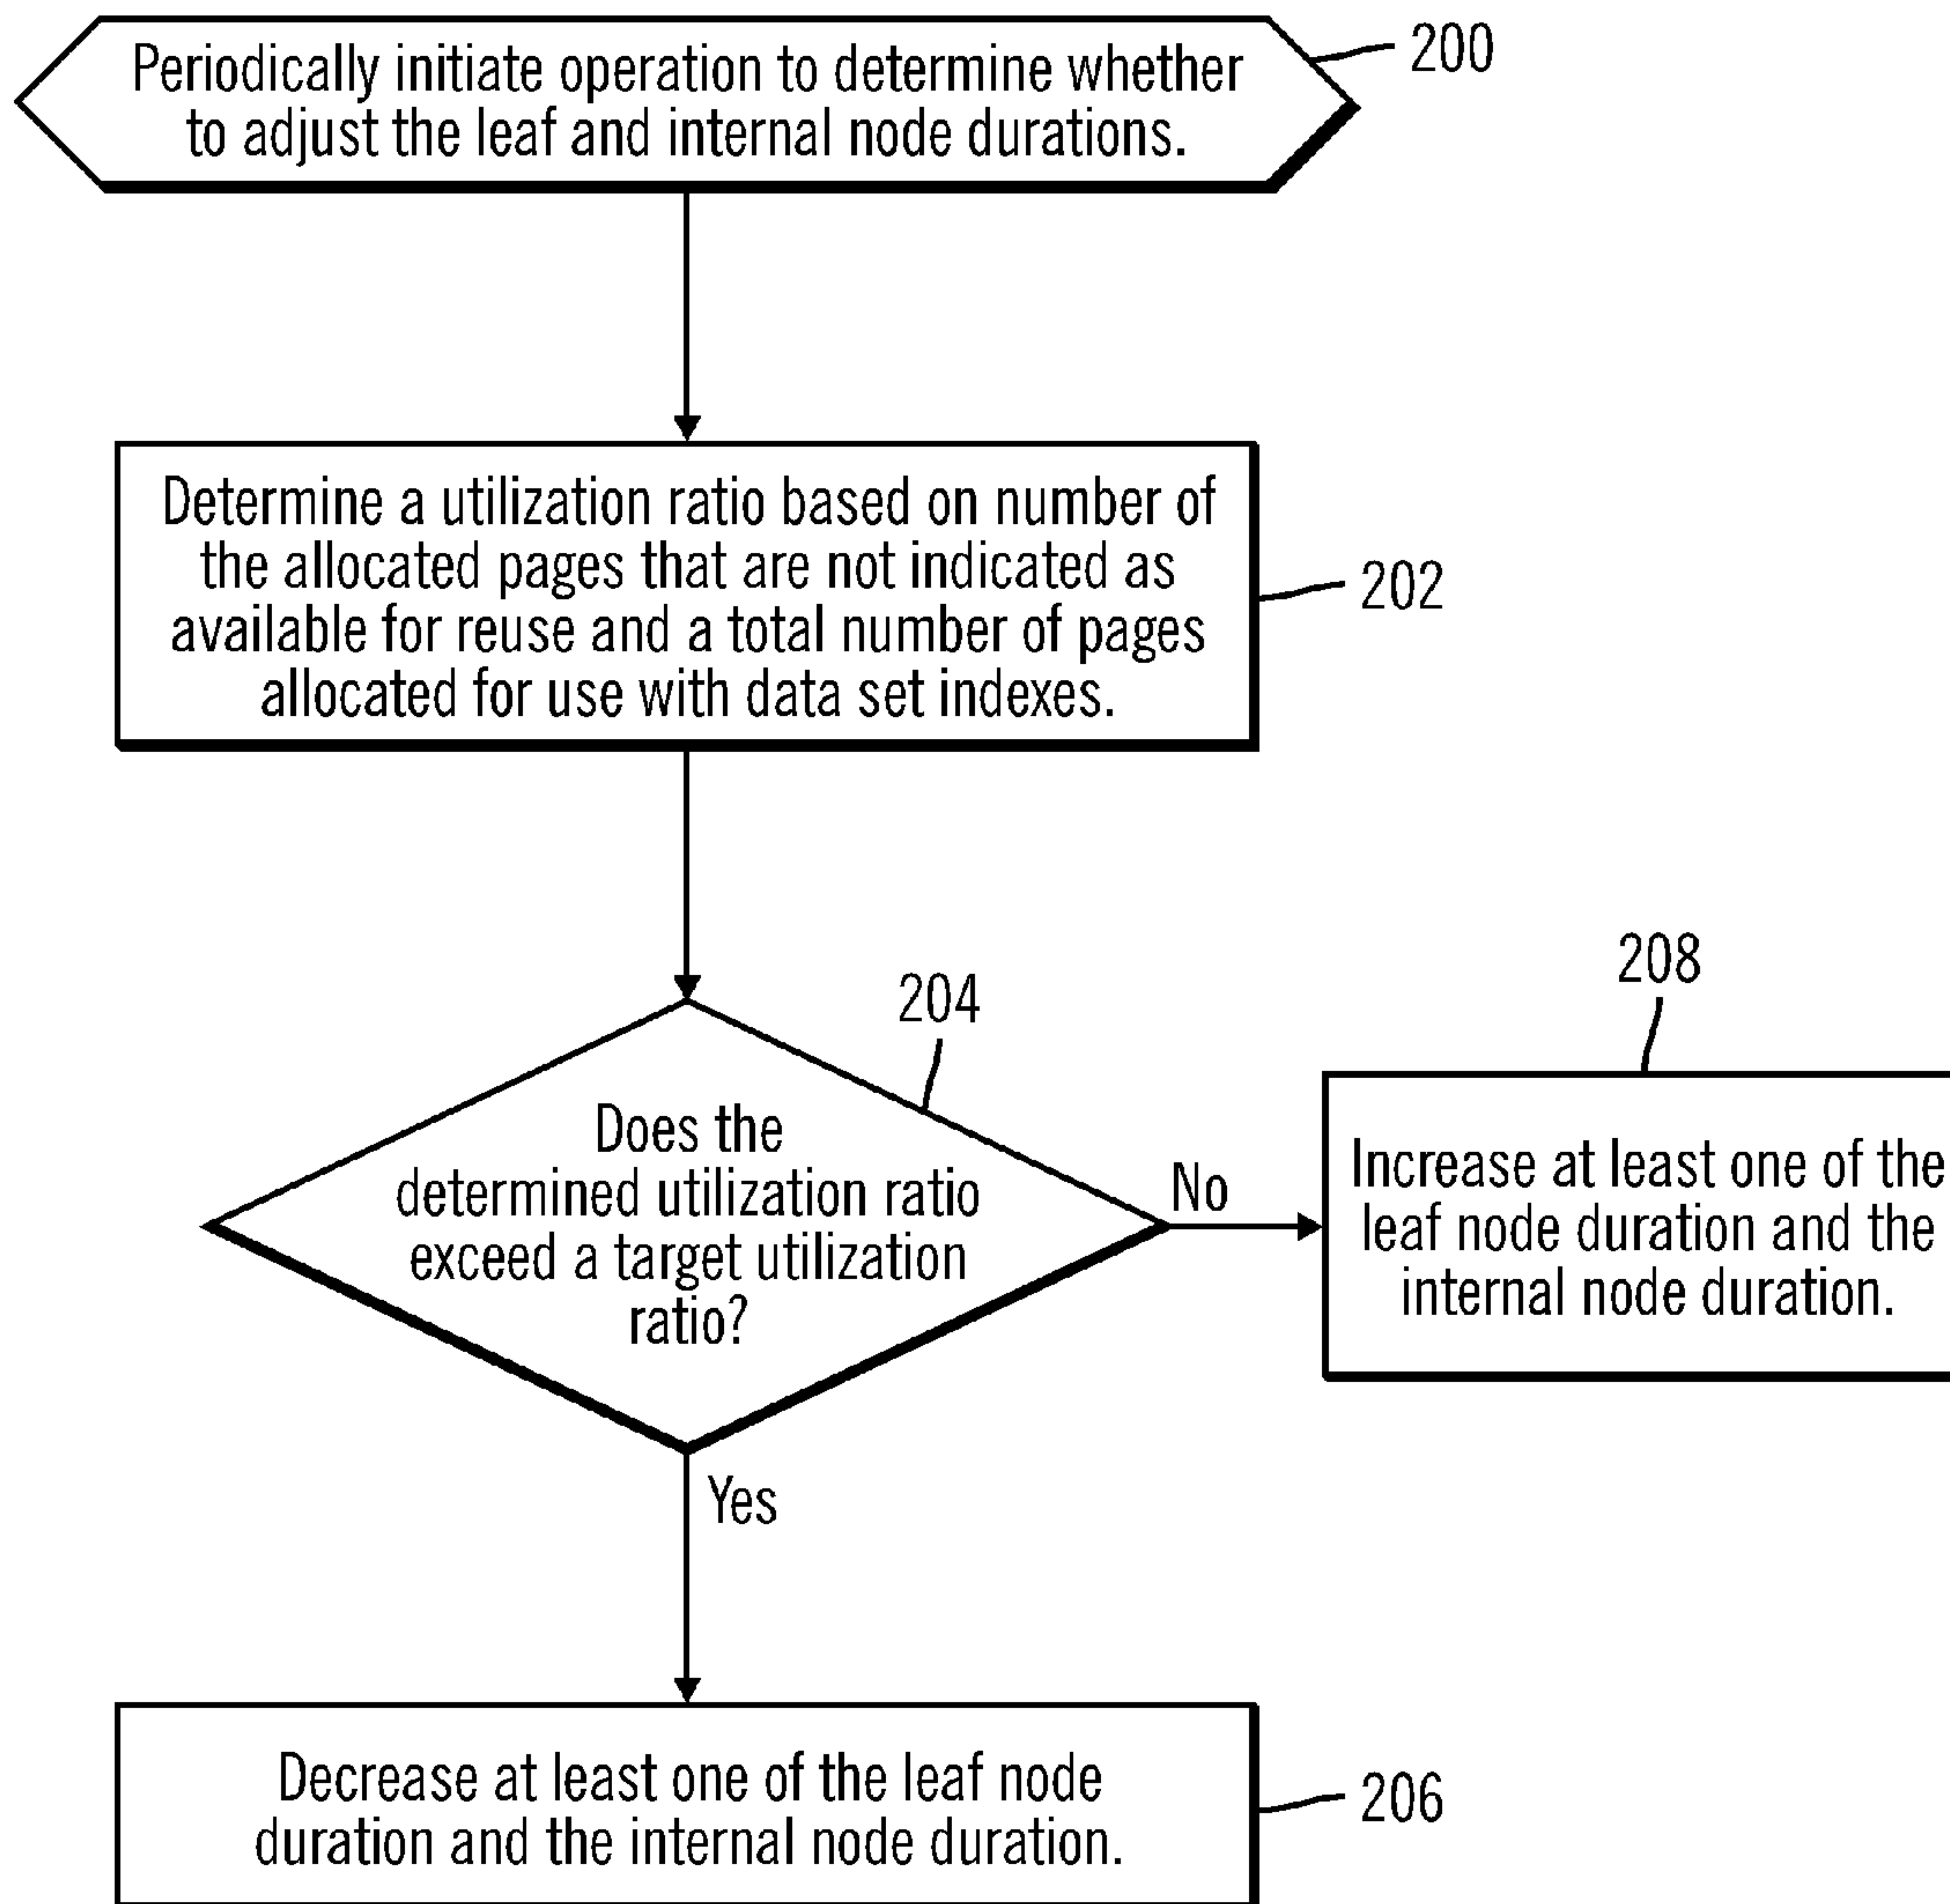 Periodically initiate operation to determine whether
to adjust the leaf and internal node durations.
200
Determine a utilization ratio based on number of
the allocated pages that are not indicated as
available for reuse and a total number of pages
allocated for use with data set indexes.
202
204
Does the
determined utilization ratio
exceed a target utilization
ratio?
No
208
Increase at least one of the
leaf node duration and the
internal node duration.
Yes
Decrease at least one of the leaf node
duration and the internal node duration.
206